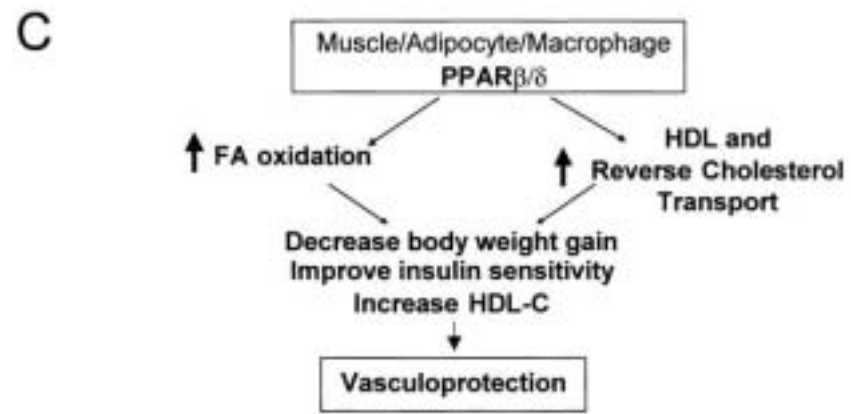 C
Muscle/Adipocyte/Macrophage
PPARβ/δ
FA oxidation
HDL and
Reverse Cholesterol
Transport
Decrease body weight gain
Improve insulin sensitivity
Increase HDL-C
Vasculoprotection